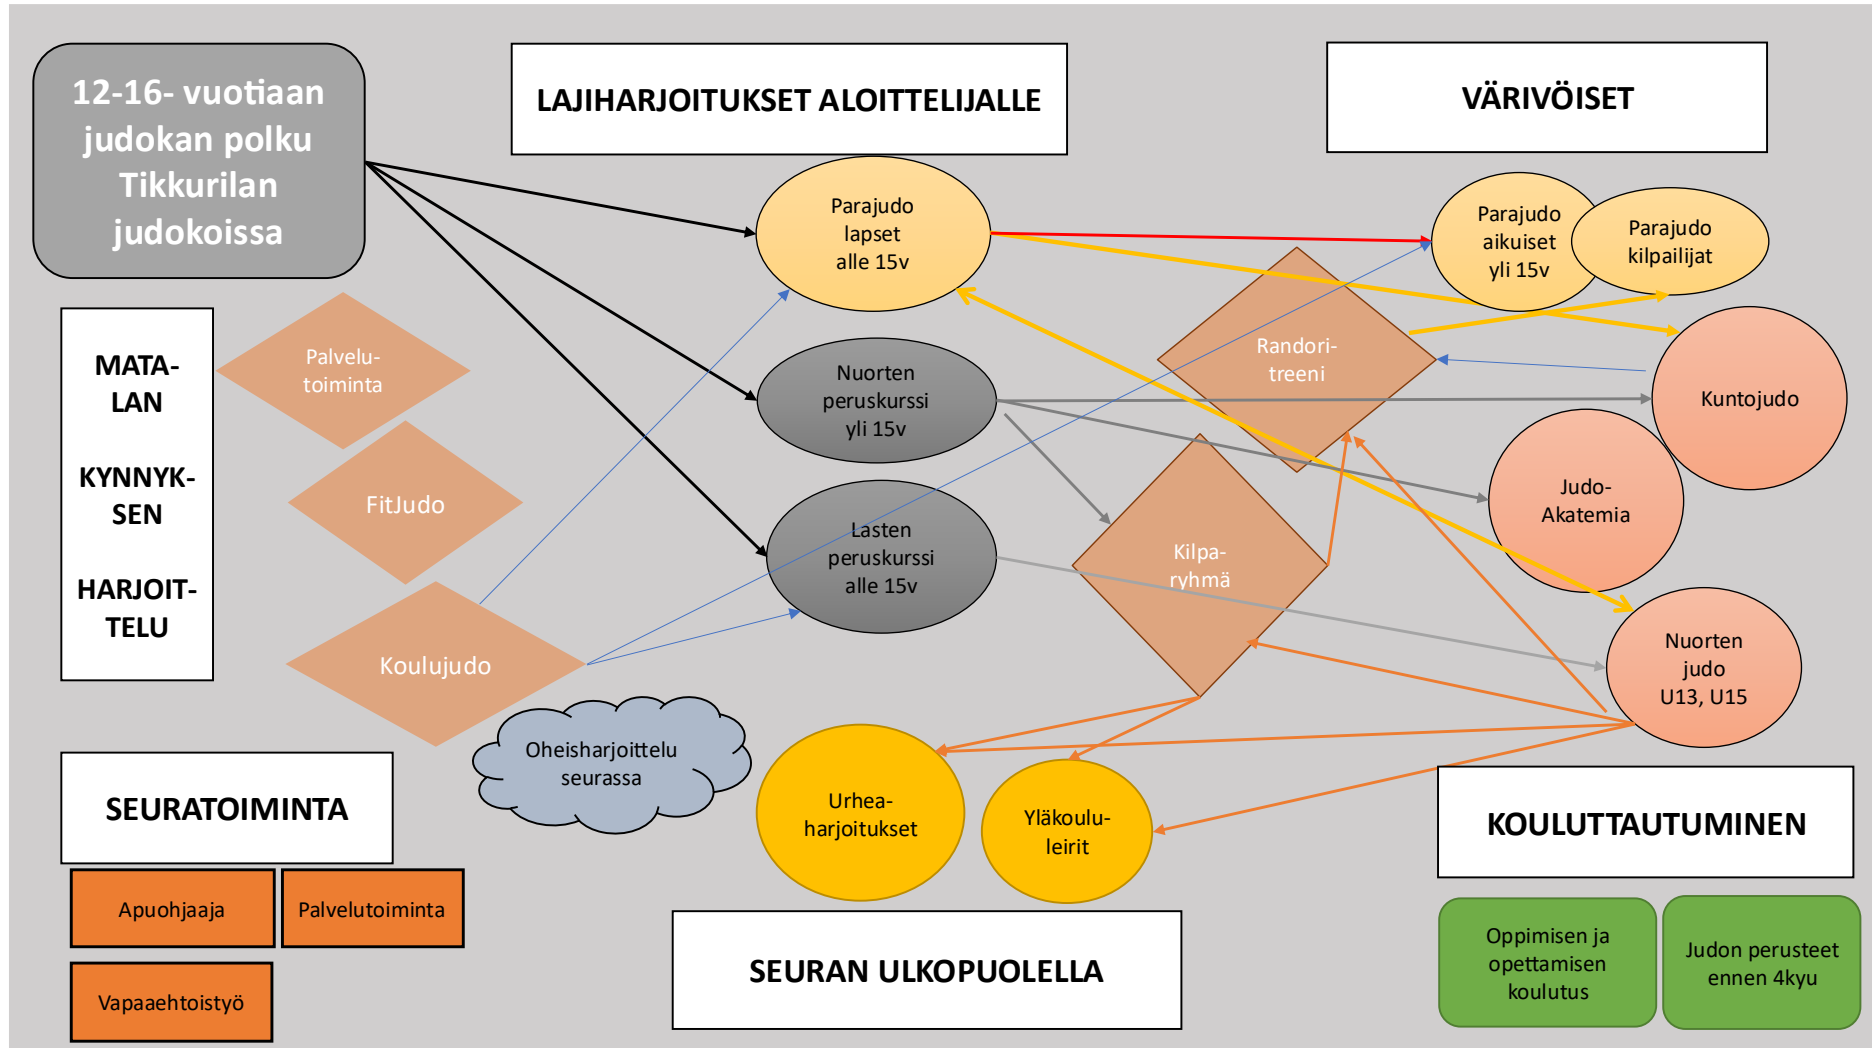 12-16- vuotiaan
judokan polku
Tikkurilan
judokoissa
LAJIHARJOITUKSET ALOITTELIJALLE
VÄRIVÖISET
Parajudo
lapset
alle 15v
Parajudo
aikuiset
yli 15v
Parajudo
kilpailijat
MATA-
LAN
KYNNYK-
SEN
HARJOIT-
TELU
Palvelu-
toiminta
Nuorten
peruskurssi
yli 15v
Randori-
treeni
Kuntojudo
FitJudo
Lasten
peruskurssi
alle 15v
Kilpa-
ryhmä
Judo-
Akatemia
Koulujudo
Nuorten
judo
U13, U15
Oheisharjoittelu
seurassa
Urhea-
harjoitukset
Yläkoulu-
leirit
SEURATOIMINTA
Apuohjaaja
Palvelutoiminta
Vapaaehtoistyö
SEURAN ULKOPUOLELLA
KOULUTTAUTUMINEN
Oppimisen ja
opettamisen
koulutus
Judon perusteet
ennen 4kyu